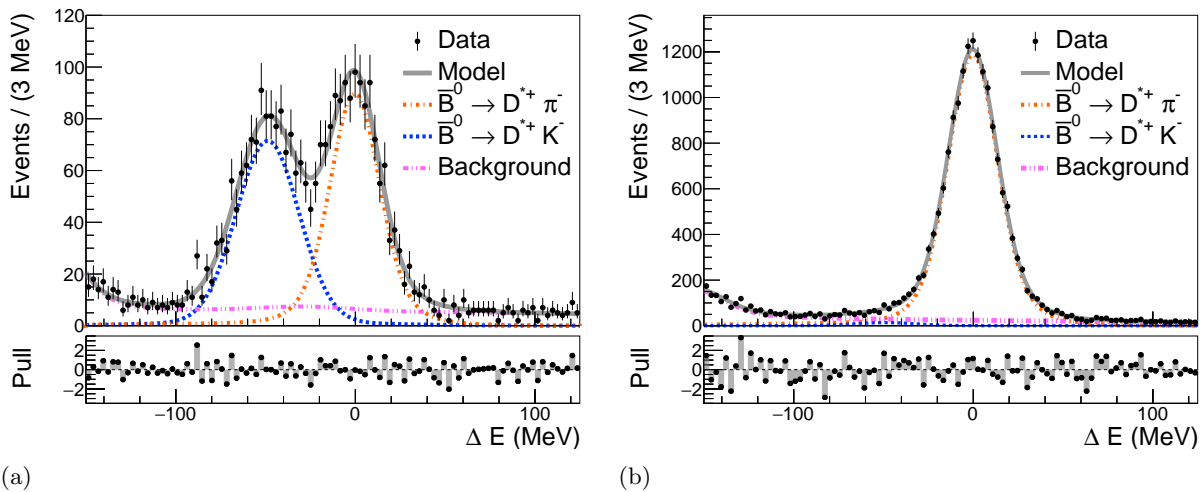 Events / (3 MeV)
120
100
80
60
40
20
0
Data
Model
B̅⁰ → D*⁺ π⁻
B̅⁰ → D*⁺ K⁻
Background
Pull
2
0
−2
−100
0
100
Δ E (MeV)
(a)
Events / (3 MeV)
1200
1000
800
600
400
200
0
Data
Model
B̅⁰ → D*⁺ π⁻
B̅⁰ → D*⁺ K⁻
Background
Pull
2
0
−2
−100
0
100
Δ E (MeV)
(b)